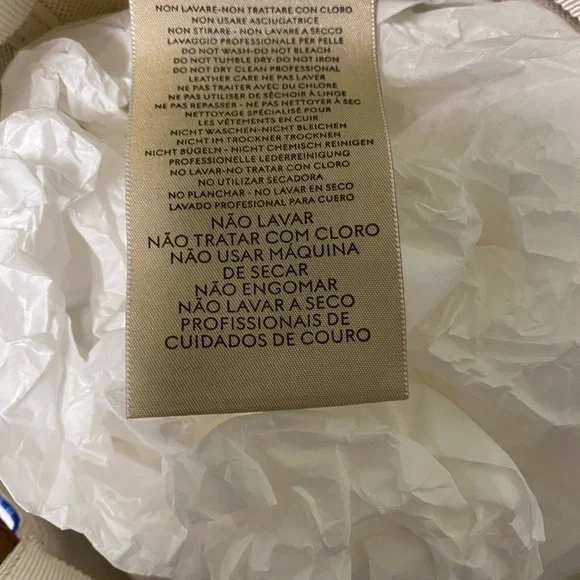 NON LAVARE-NON TRATTARE CON CLORO
NON USARE ASCIUGATRICE
NON STIRARE - NON LAVARE A SECCO
LAVAGGIO PROFESSIONALE PER PELLE
DO NOT WASH-DO NOT BLEACH
DO NOT TUMBLE DRY-DO NOT IRON
DO NOT DRY CLEAN PROFESSIONAL
LEATHER CARE NE PAS LAVER
NE PAS TRAITER AVEC DU CHLORE
NE PAS UTILISER DE SÈCHOIR À LINGE
NE PAS REPASSER - NE PAS NETTOYER À SEC
NETTOYAGE SPÉCIALISÉ POUR
LES VÊTEMENTS EN CUIR
NICHT WASCHEN-NICHT BLEICHEN
NICHT IM TROCKNER TROCKNEN
NICHT BÜGELN - NICHT CHEMISCH REINIGEN
PROFESSIONELLE LEDERREINIGUNG
NO LAVAR-NO TRATAR CON CLORO
NO UTILIZAR SECADORA
NO PLANCHAR - NO LAVAR EN SECO
LAVADO PROFESIONAL PARA CUERO
NÃO LAVAR
NÃO TRATAR COM CLORO
NÃO USAR MÁQUINA
DE SECAR
NÃO ENGOMAR
NÃO LAVAR A SECO
PROFISSIONAIS DE
CUIDADOS DE COURO